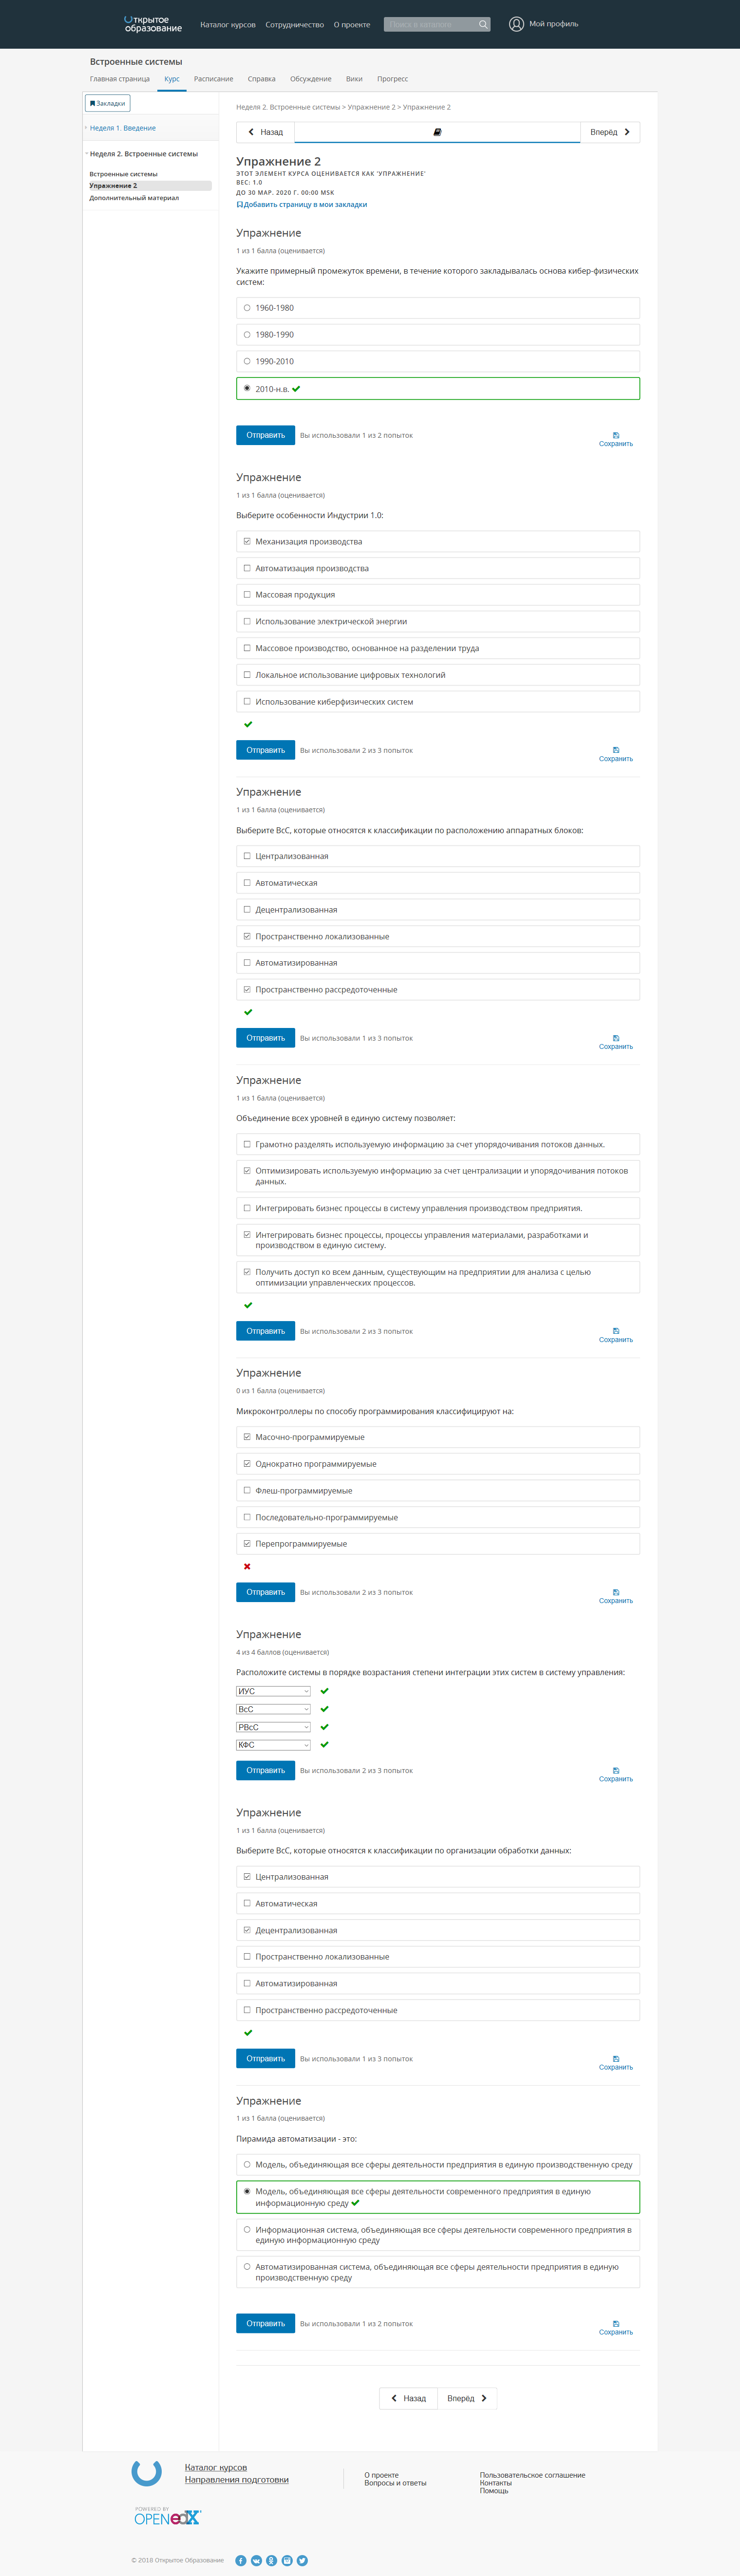 Открытое
образование
Каталог курсов
Сотрудничество
О проекте
Поиск в каталоге
Мой профиль
Встроенные системы
Главная страница
Курс
Расписание
Справка
Обсуждение
Вики
Прогресс
Закладки
Неделя 1. Введение
Неделя 2. Встроенные системы
Встроенные системы
Упражнение 2
Дополнительный материал
Неделя 2. Встроенные системы > Упражнение 2 > Упражнение 2
Назад
Вперёд
Упражнение 2
ЭТОТ ЭЛЕМЕНТ КУРСА ОЦЕНИВАЕТСЯ КАК 'УПРАЖНЕНИЕ'
ВЕС: 1.0
ДО 30 МАР. 2020 Г. 00:00 MSK
Добавить страницу в мои закладки
Упражнение
1 из 1 балла (оценивается)
Укажите примерный промежуток времени, в течение которого закладывалась основа кибер-физических
систем:
1960-1980
1980-1990
1990-2010
2010-н.в.
Отправить
Вы использовали 1 из 2 попыток
Сохранить
Упражнение
1 из 1 балла (оценивается)
Выберите особенности Индустрии 1.0:
Механизация производства
Автоматизация производства
Массовая продукция
Использование электрической энергии
Массовое производство, основанное на разделении труда
Локальное использование цифровых технологий
Использование киберфизических систем
Отправить
Вы использовали 2 из 3 попыток
Сохранить
Упражнение
1 из 1 балла (оценивается)
Выберите ВсС, которые относятся к классификации по расположению аппаратных блоков:
Централизованная
Автоматическая
Децентрализованная
Пространственно локализованные
Автоматизированная
Пространственно рассредоточенные
Отправить
Вы использовали 1 из 3 попыток
Сохранить
Упражнение
1 из 1 балла (оценивается)
Объединение всех уровней в единую систему позволяет:
Грамотно разделять используемую информацию за счет упорядочивания потоков данных.
Оптимизировать используемую информацию за счет централизации и упорядочивания потоков
данных.
Интегрировать бизнес процессы в систему управления производством предприятия.
Интегрировать бизнес процессы, процессы управления материалами, разработками и
производством в единую систему.
Получить доступ ко всем данным, существующим на предприятии для анализа с целью
оптимизации управленческих процессов.
Отправить
Вы использовали 2 из 3 попыток
Сохранить
Упражнение
0 из 1 балла (оценивается)
Микроконтроллеры по способу программирования классифицируют на:
Масочно-программируемые
Однократно программируемые
Флеш-программируемые
Последовательно-программируемые
Перепрограммируемые
Отправить
Вы использовали 2 из 3 попыток
Сохранить
Упражнение
4 из 4 баллов (оценивается)
Расположите системы в порядке возрастания степени интеграции этих систем в систему управления:
ИУС
ВсС
РВсС
КФС
Отправить
Вы использовали 2 из 3 попыток
Сохранить
Упражнение
1 из 1 балла (оценивается)
Выберите ВсС, которые относятся к классификации по организации обработки данных:
Централизованная
Автоматическая
Децентрализованная
Пространственно локализованные
Автоматизированная
Пространственно рассредоточенные
Отправить
Вы использовали 1 из 3 попыток
Сохранить
Упражнение
1 из 1 балла (оценивается)
Пирамида автоматизации - это:
Модель, объединяющая все сферы деятельности предприятия в единую производственную среду
Модель, объединяющая все сферы деятельности современного предприятия в единую
информационную среду
Информационная система, объединяющая все сферы деятельности современного предприятия в
единую информационную среду
Автоматизированная система, объединяющая все сферы деятельности предприятия в единую
производственную среду
Отправить
Вы использовали 1 из 2 попыток
Сохранить
Назад
Вперёд
Каталог курсов
Направления подготовки
О проекте
Вопросы и ответы
Пользовательское соглашение
Контакты
Помощь
POWERED BY
OPEN edX
© 2018 Открытое Образование